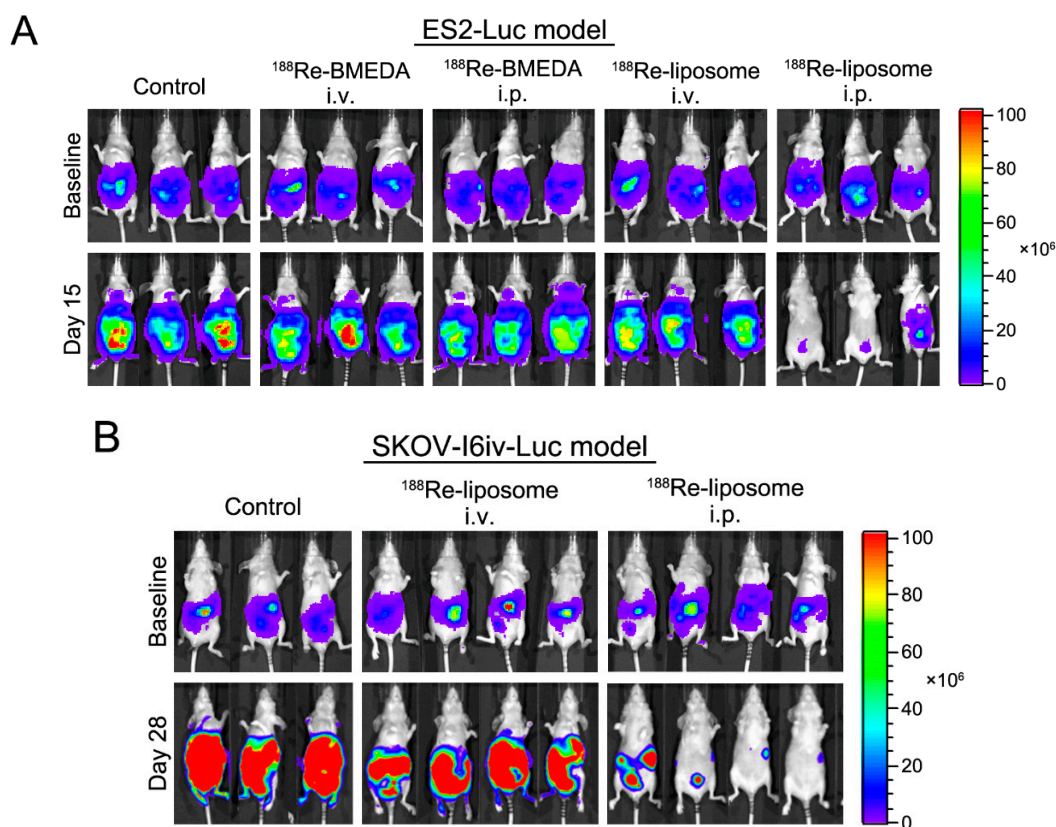 A
ES2-Luc model
Control
¹⁸⁸Re-BMEDA
i.v.
¹⁸⁸Re-BMEDA
i.p.
¹⁸⁸Re-liposome
i.v.
¹⁸⁸Re-liposome
i.p.
Baseline
Day 15
100
80
60
×10⁶
40
20
0
B
SKOV-I6iv-Luc model
Control
¹⁸⁸Re-liposome
i.v.
¹⁸⁸Re-liposome
i.p.
Baseline
Day 28
100
80
60
×10⁶
40
20
0